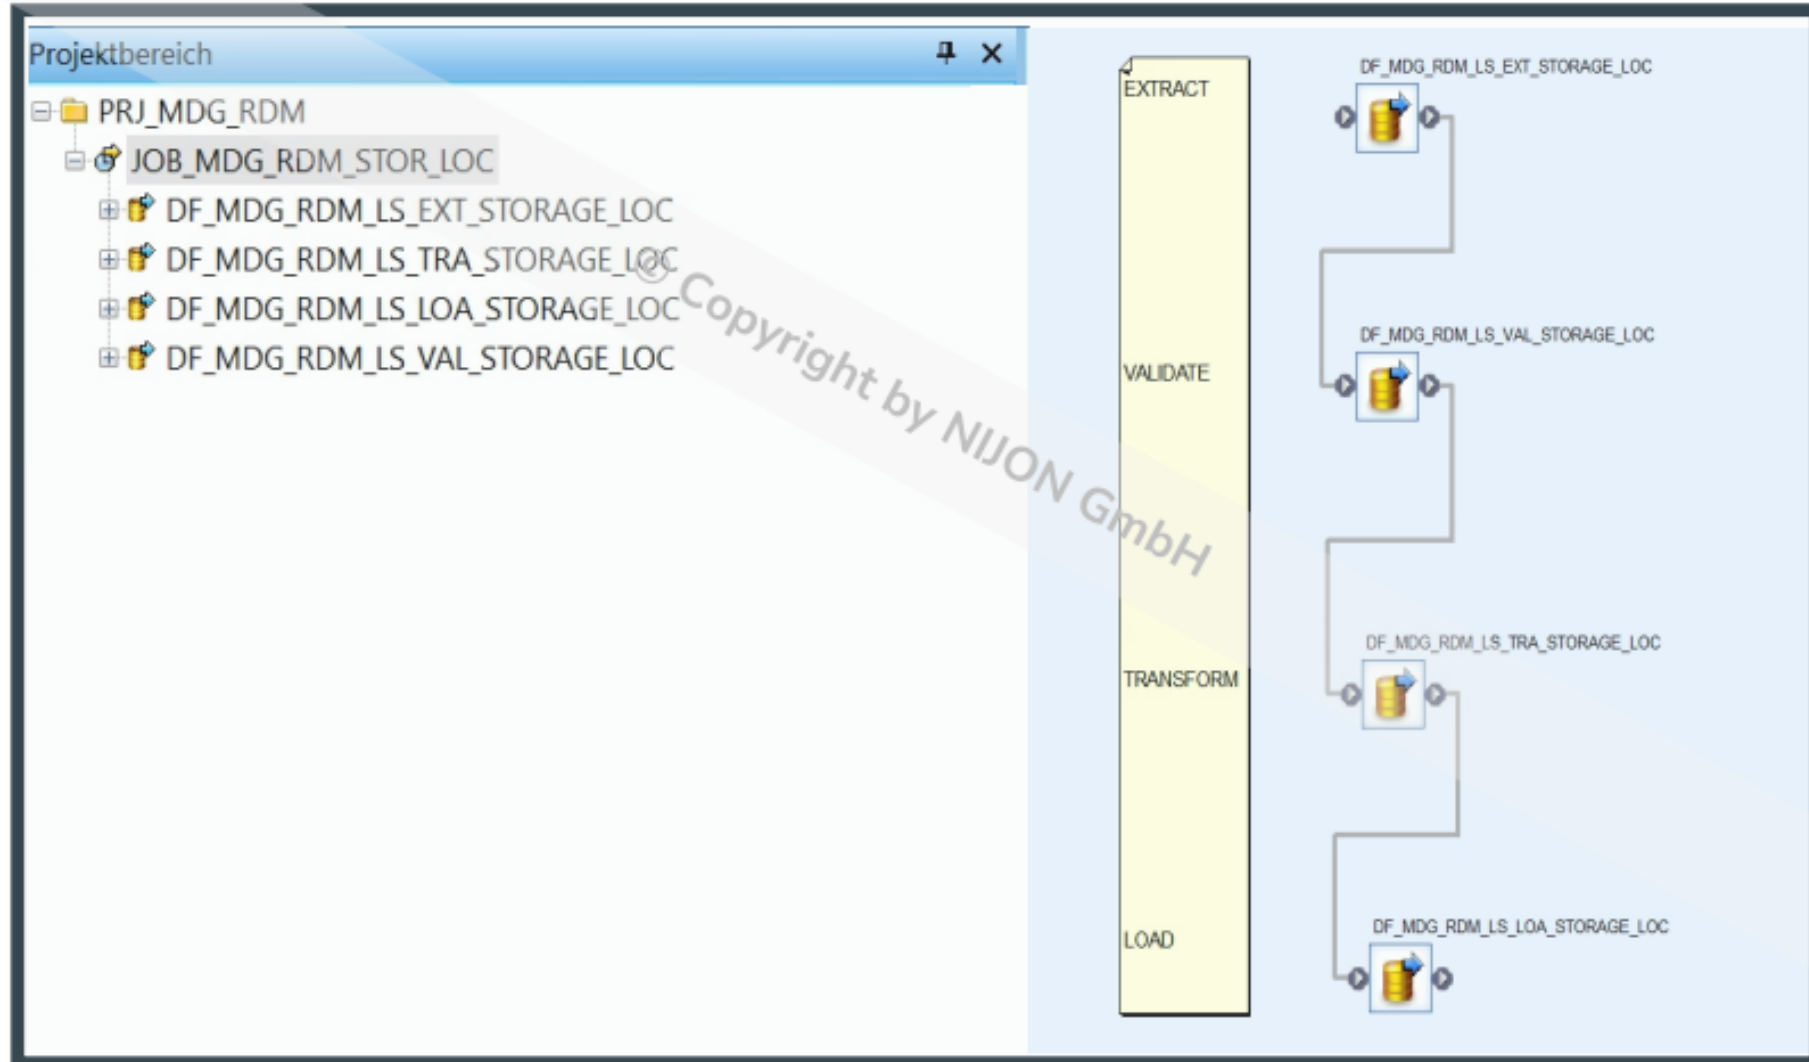 Projektbereich
PRJ_MDG_RDM
JOB_MDG_RDM_STOR_LOC
DF_MDG_RDM_LS_EXT_STORAGE_LOC
DF_MDG_RDM_LS_TRA_STORAGE_LOC
DF_MDG_RDM_LS_LOA_STORAGE_LOC
DF_MDG_RDM_LS_VAL_STORAGE_LOC
© Copyright by NIJON GmbH
EXTRACT
VALIDATE
TRANSFORM
LOAD
DF_MDG_RDM_LS_EXT_STORAGE_LOC
DF_MDG_RDM_LS_VAL_STORAGE_LOC
DF_MDG_RDM_LS_TRA_STORAGE_LOC
DF_MDG_RDM_LS_LOA_STORAGE_LOC